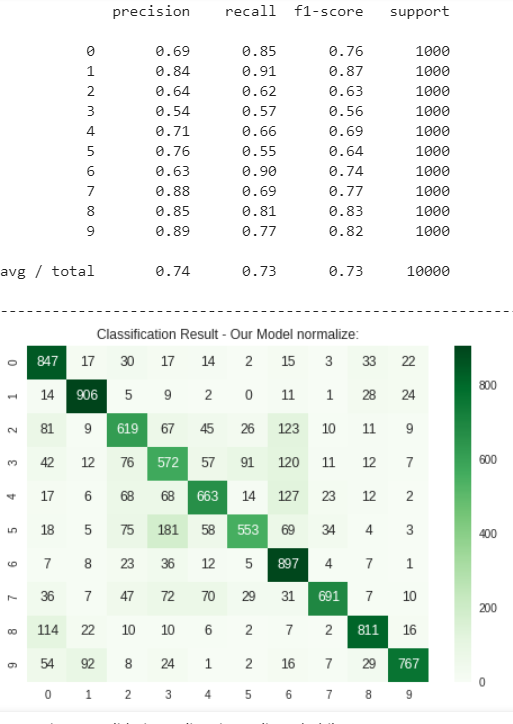 precision recall f1-score support
0 0.69 0.85 0.76 1000
1 0.84 0.91 0.87 1000
2 0.64 0.62 0.63 1000
3 0.54 0.57 0.56 1000
4 0.71 0.66 0.69 1000
5 0.76 0.55 0.64 1000
6 0.63 0.90 0.74 1000
7 0.88 0.69 0.77 1000
8 0.85 0.81 0.83 1000
9 0.89 0.77 0.82 1000
avg / total 0.74 0.73 0.73 10000
Classification Result - Our Model normalize:
0 847 17 30 17 14 2 15 3 33 22
1 14 906 5 9 2 0 11 1 28 24
2 81 9 619 67 45 26 123 10 11 9
3 42 12 76 572 57 91 120 11 12 7
4 17 6 68 68 663 14 127 23 12 2
5 18 5 75 181 58 553 69 34 4 3
6 7 8 23 36 12 5 897 4 7 1
7 36 7 47 72 70 29 31 691 7 10
8 114 22 10 10 6 2 7 2 811 16
9 54 92 8 24 1 2 16 7 29 767
0 1 2 3 4 5 6 7 8 9
800
600
400
200
0